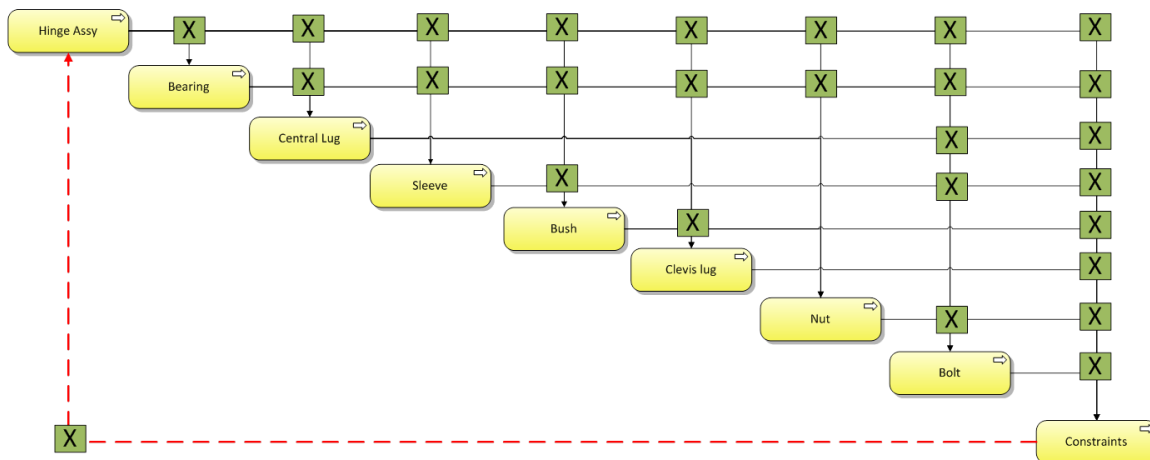 Hinge Assy X X X X X X X X
Bearing X X X X X
Central Lug X X
Sleeve X X X
Bush X X
Clevis lug X
Nut X X
Bolt X
X Constraints